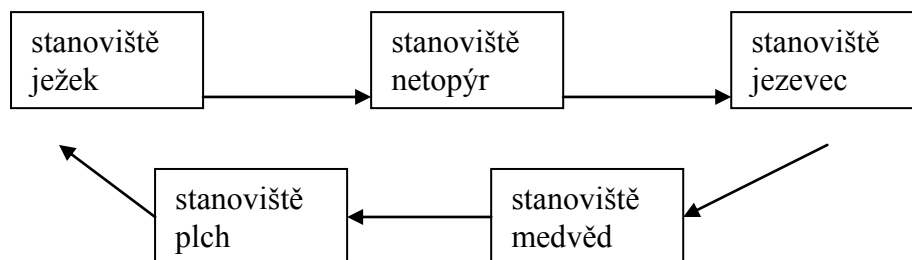 stanoviště
ježek
stanoviště
netopýr
stanoviště
jezevec
stanoviště
plch
stanoviště
medvěd